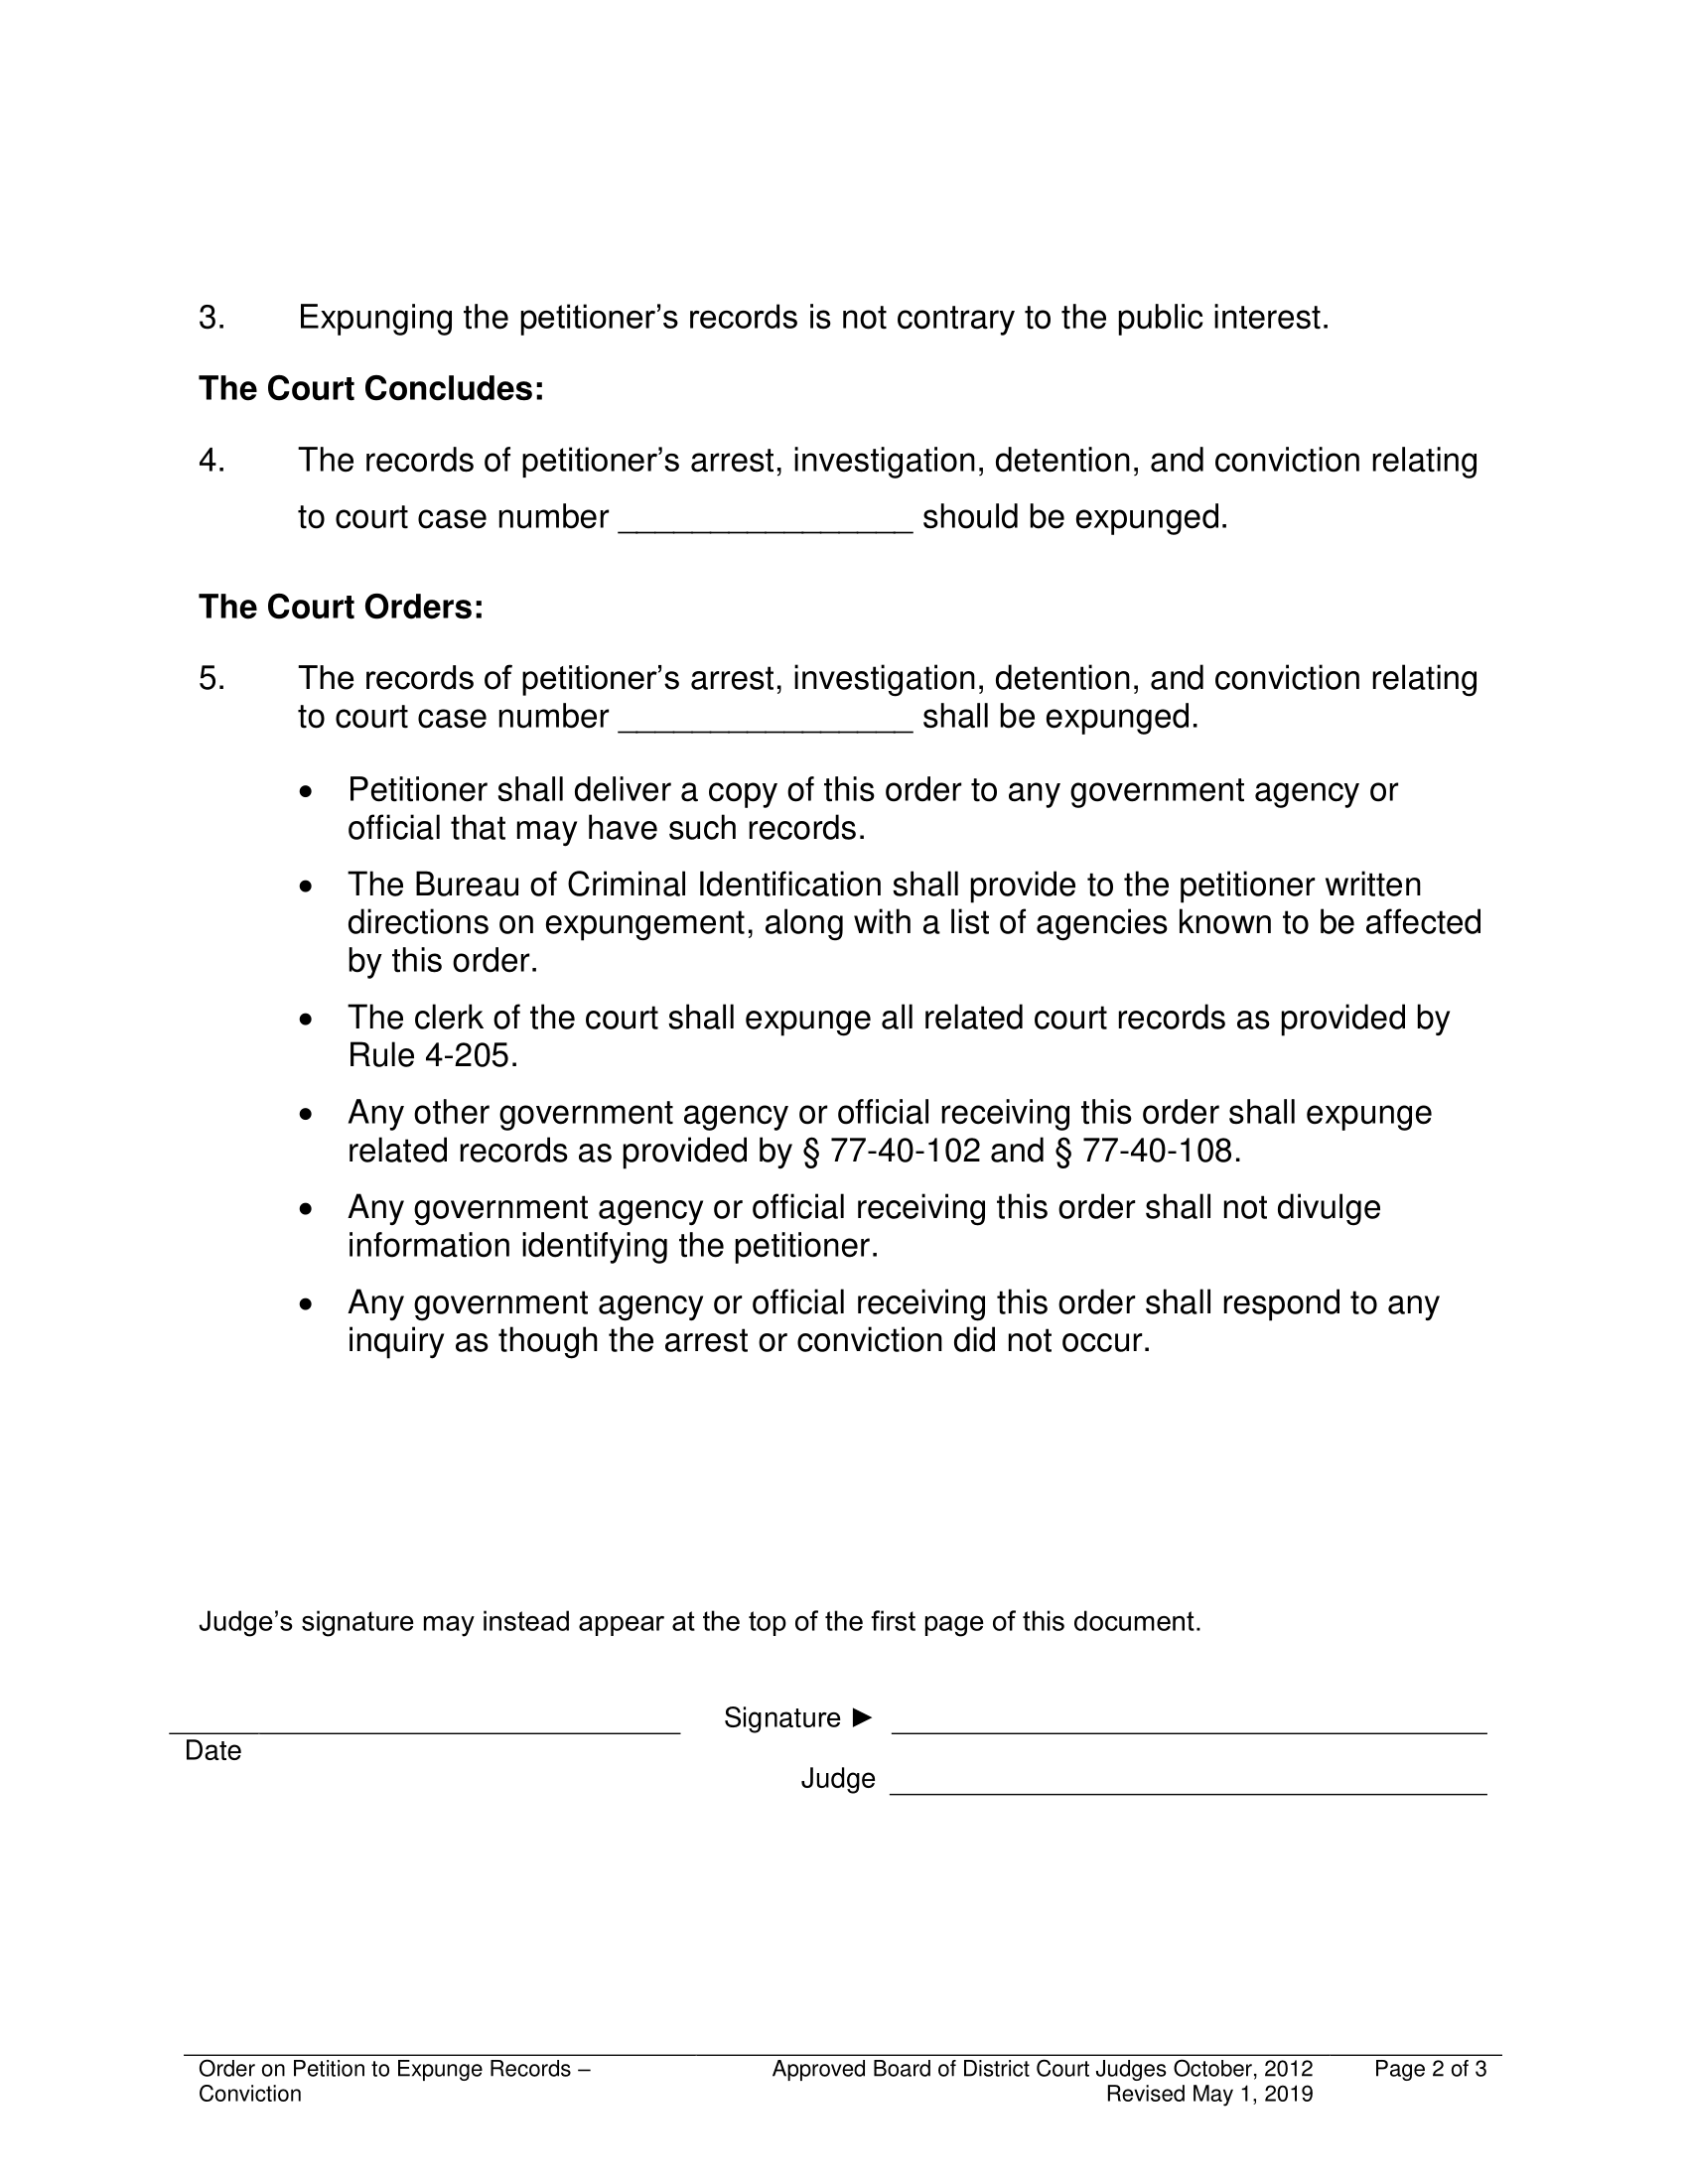 3. Expunging the petitioner’s records is not contrary to the public interest.
The Court Concludes:
4. The records of petitioner’s arrest, investigation, detention, and conviction relating
to court case number ________________ should be expunged.
The Court Orders:
5. The records of petitioner’s arrest, investigation, detention, and conviction relating
to court case number ________________ shall be expunged.
• Petitioner shall deliver a copy of this order to any government agency or
official that may have such records.
• The Bureau of Criminal Identification shall provide to the petitioner written
directions on expungement, along with a list of agencies known to be affected
by this order.
• The clerk of the court shall expunge all related court records as provided by
Rule 4-205.
• Any other government agency or official receiving this order shall expunge
related records as provided by § 77-40-102 and § 77-40-108.
• Any government agency or official receiving this order shall not divulge
information identifying the petitioner.
• Any government agency or official receiving this order shall respond to any
inquiry as though the arrest or conviction did not occur.
Judge’s signature may instead appear at the top of the first page of this document.
Signature ►
Date
Judge
Order on Petition to Expunge Records – Approved Board of District Court Judges October, 2012 Page 2 of 3
Conviction Revised May 1, 2019